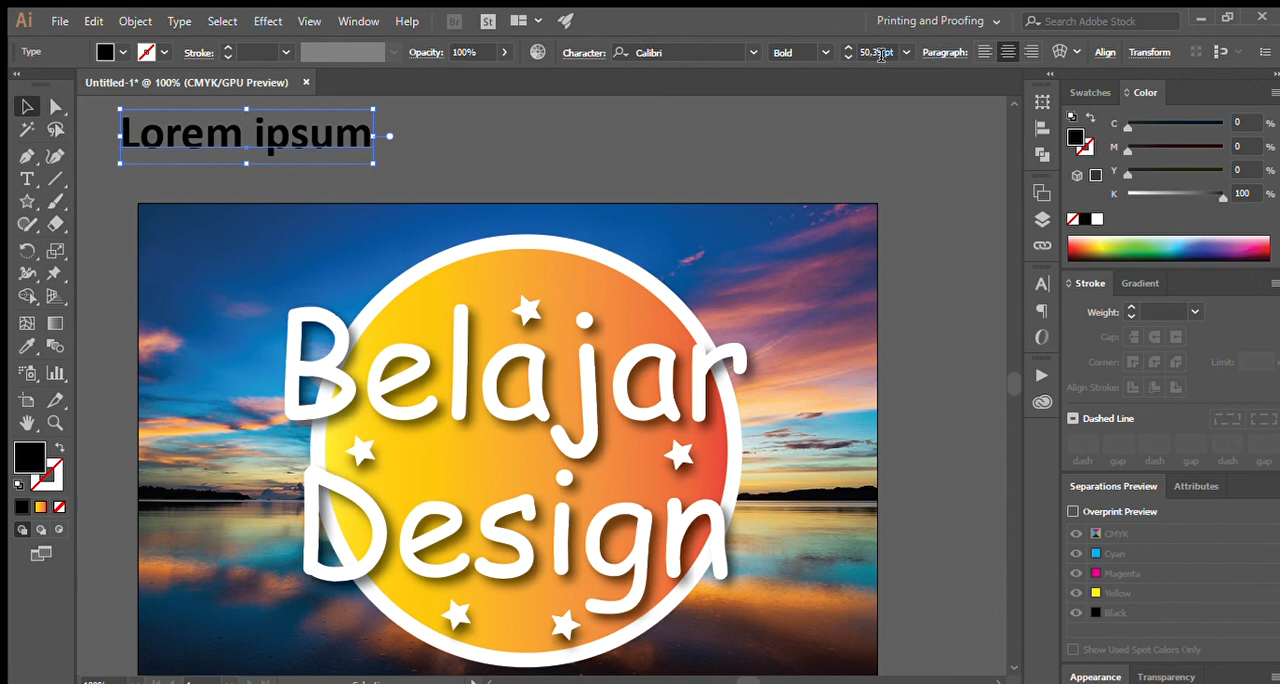 Ai File Edit Object Type Select Effect View Window Help Br St Printing and Proofing Search Adobe Stock
Type Stroke: Opacity: 100% Character: Calibri Bold Paragraph: Align Transform
Untitled-1* @ 100% (CMYK/GPU Preview) ×
Swatches Color
C 0 %
M 0 %
Y 0 %
K 100 %
Lorem ipsum
Belajar
Design
Stroke Gradient
Weight:
Cap:
Corner: Limit:
Align Stroke:
Dashed Line
dash gap dash gap dash gap
Separations Preview Attributes
Overprint Preview
CMYK
Cyan
Magenta
Yellow
Black
Show Used Spot Colors Only
Appearance Transparency